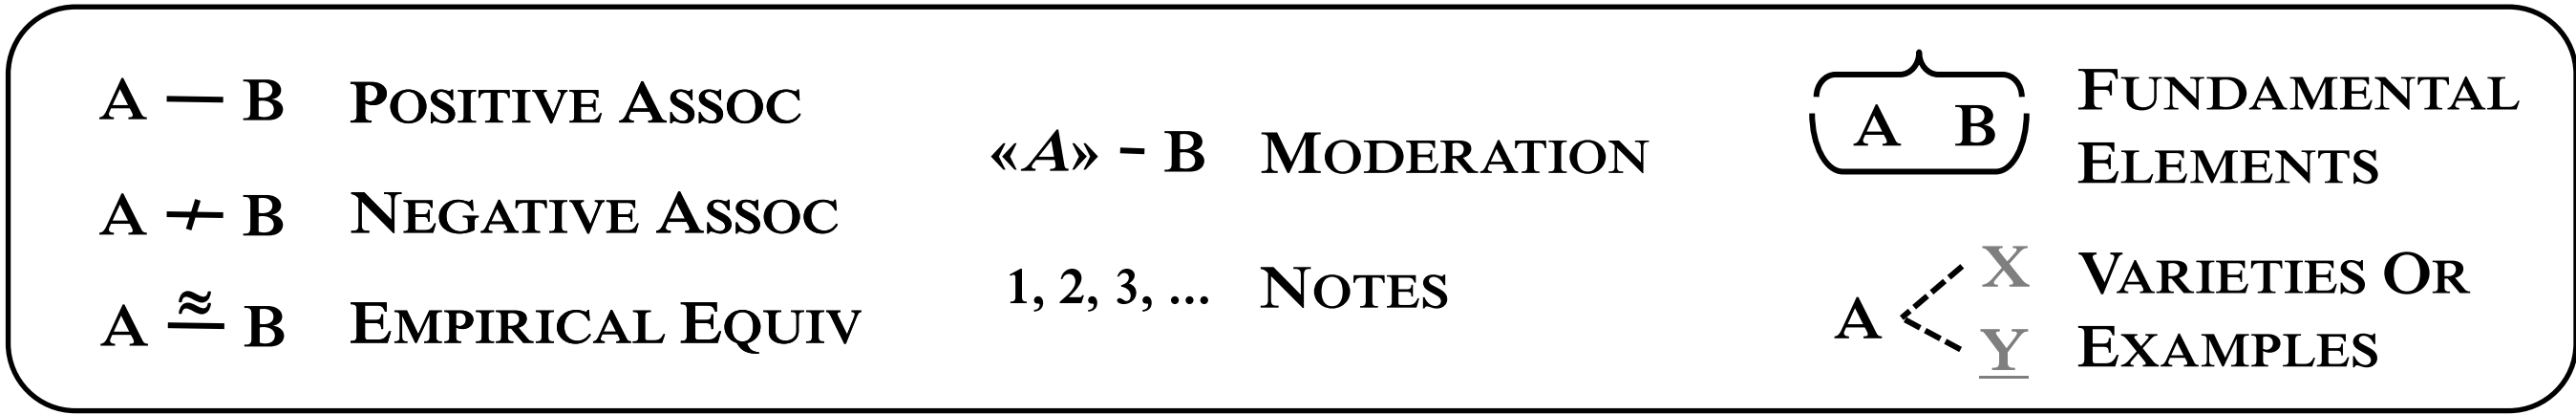 A — B POSITIVE ASSOC
A -/- B NEGATIVE ASSOC
A ≈ B EMPIRICAL EQUIV
«A» - B MODERATION
1, 2, 3, ... NOTES
A B FUNDAMENTAL
ELEMENTS
A X Y VARIETIES OR
EXAMPLES